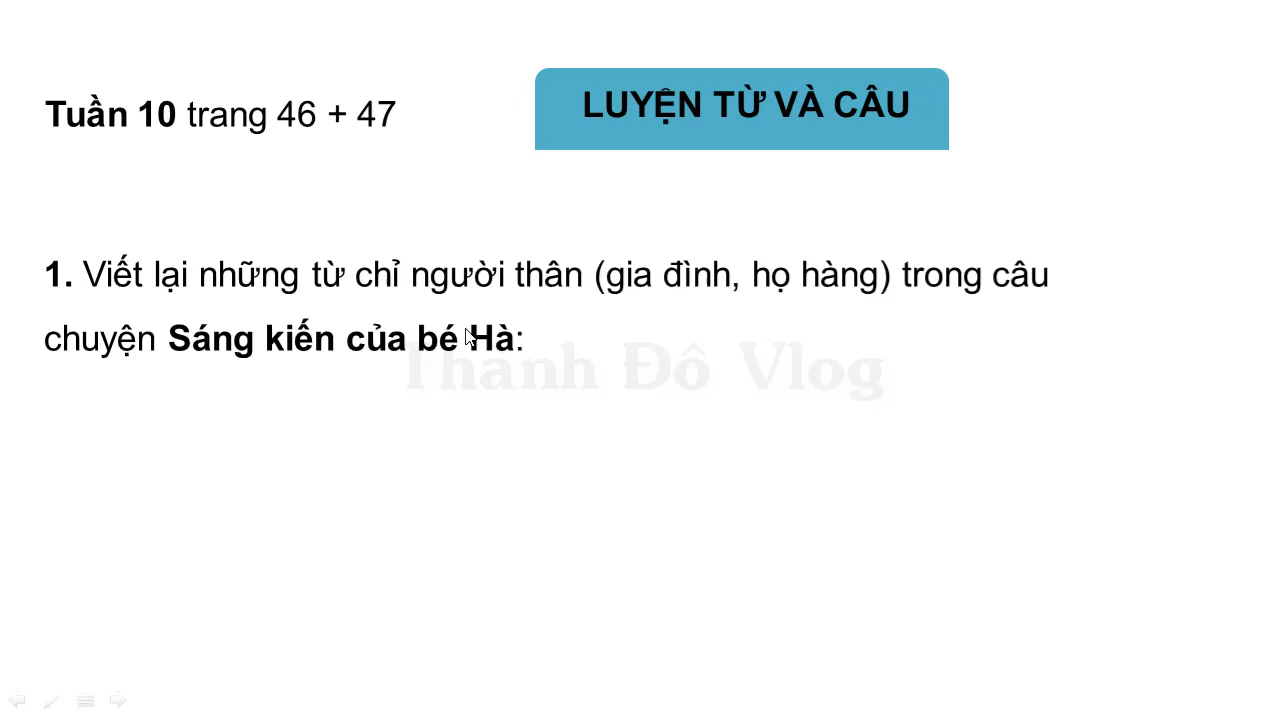 Tuần 10 trang 46 + 47
LUYỆN TỪ VÀ CÂU
1. Viết lại những từ chỉ người thân (gia đình, họ hàng) trong câu
chuyện Sáng kiến của bé Hà:
Thành Đô Vlog